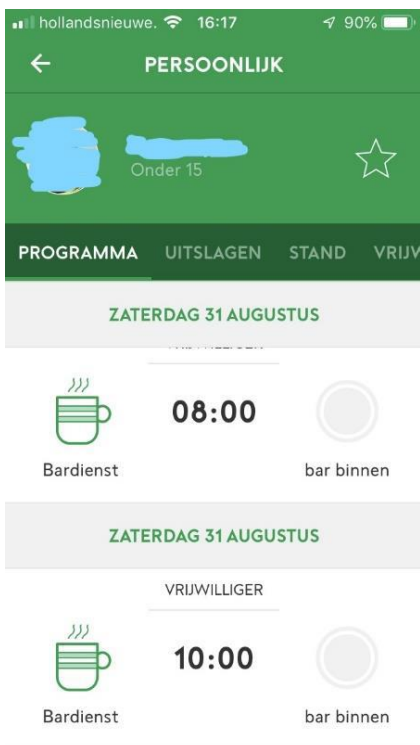 hollandsnieuwe. 16:17 90%
PERSOONLIJK
Onder 15
PROGRAMMA UITSLAGEN STAND VRIJW
ZATERDAG 31 AUGUSTUS
08:00
Bardienst bar binnen
ZATERDAG 31 AUGUSTUS
VRIJWILLIGER
10:00
Bardienst bar binnen